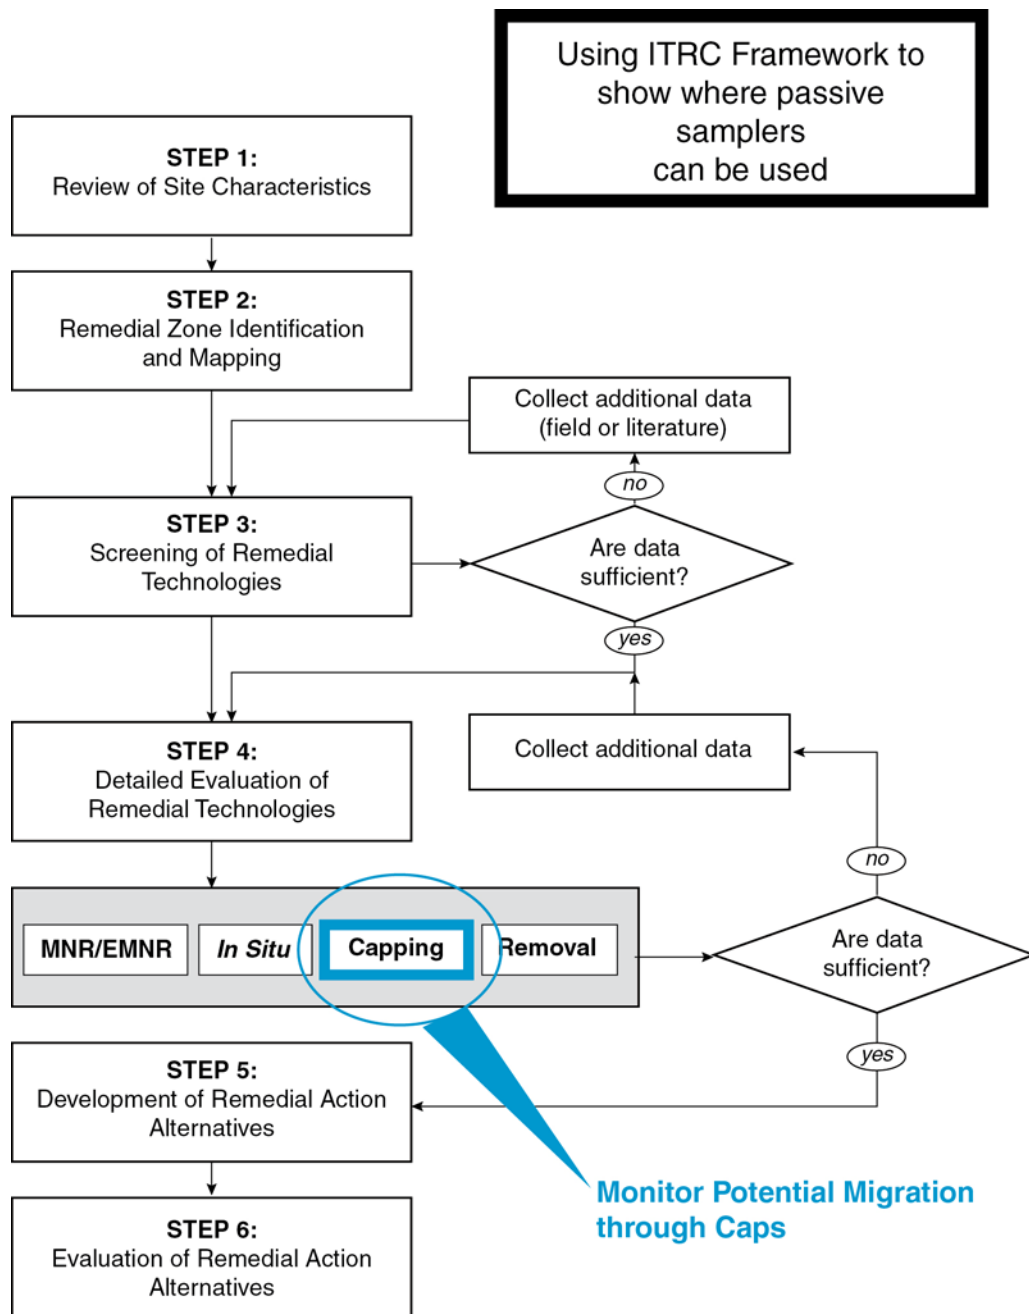 Using ITRC Framework to
show where passive
samplers
can be used
STEP 1:
Review of Site Characteristics
STEP 2:
Remedial Zone Identification
and Mapping
Collect additional data
(field or literature)
no
STEP 3:
Screening of Remedial
Technologies
Are data
sufficient?
yes
STEP 4:
Detailed Evaluation of
Remedial Technologies
Collect additional data
no
MNR/EMNR
In Situ
Capping
Removal
Are data
sufficient?
yes
STEP 5:
Development of Remedial Action
Alternatives
Monitor Potential Migration
through Caps
STEP 6:
Evaluation of Remedial Action
Alternatives